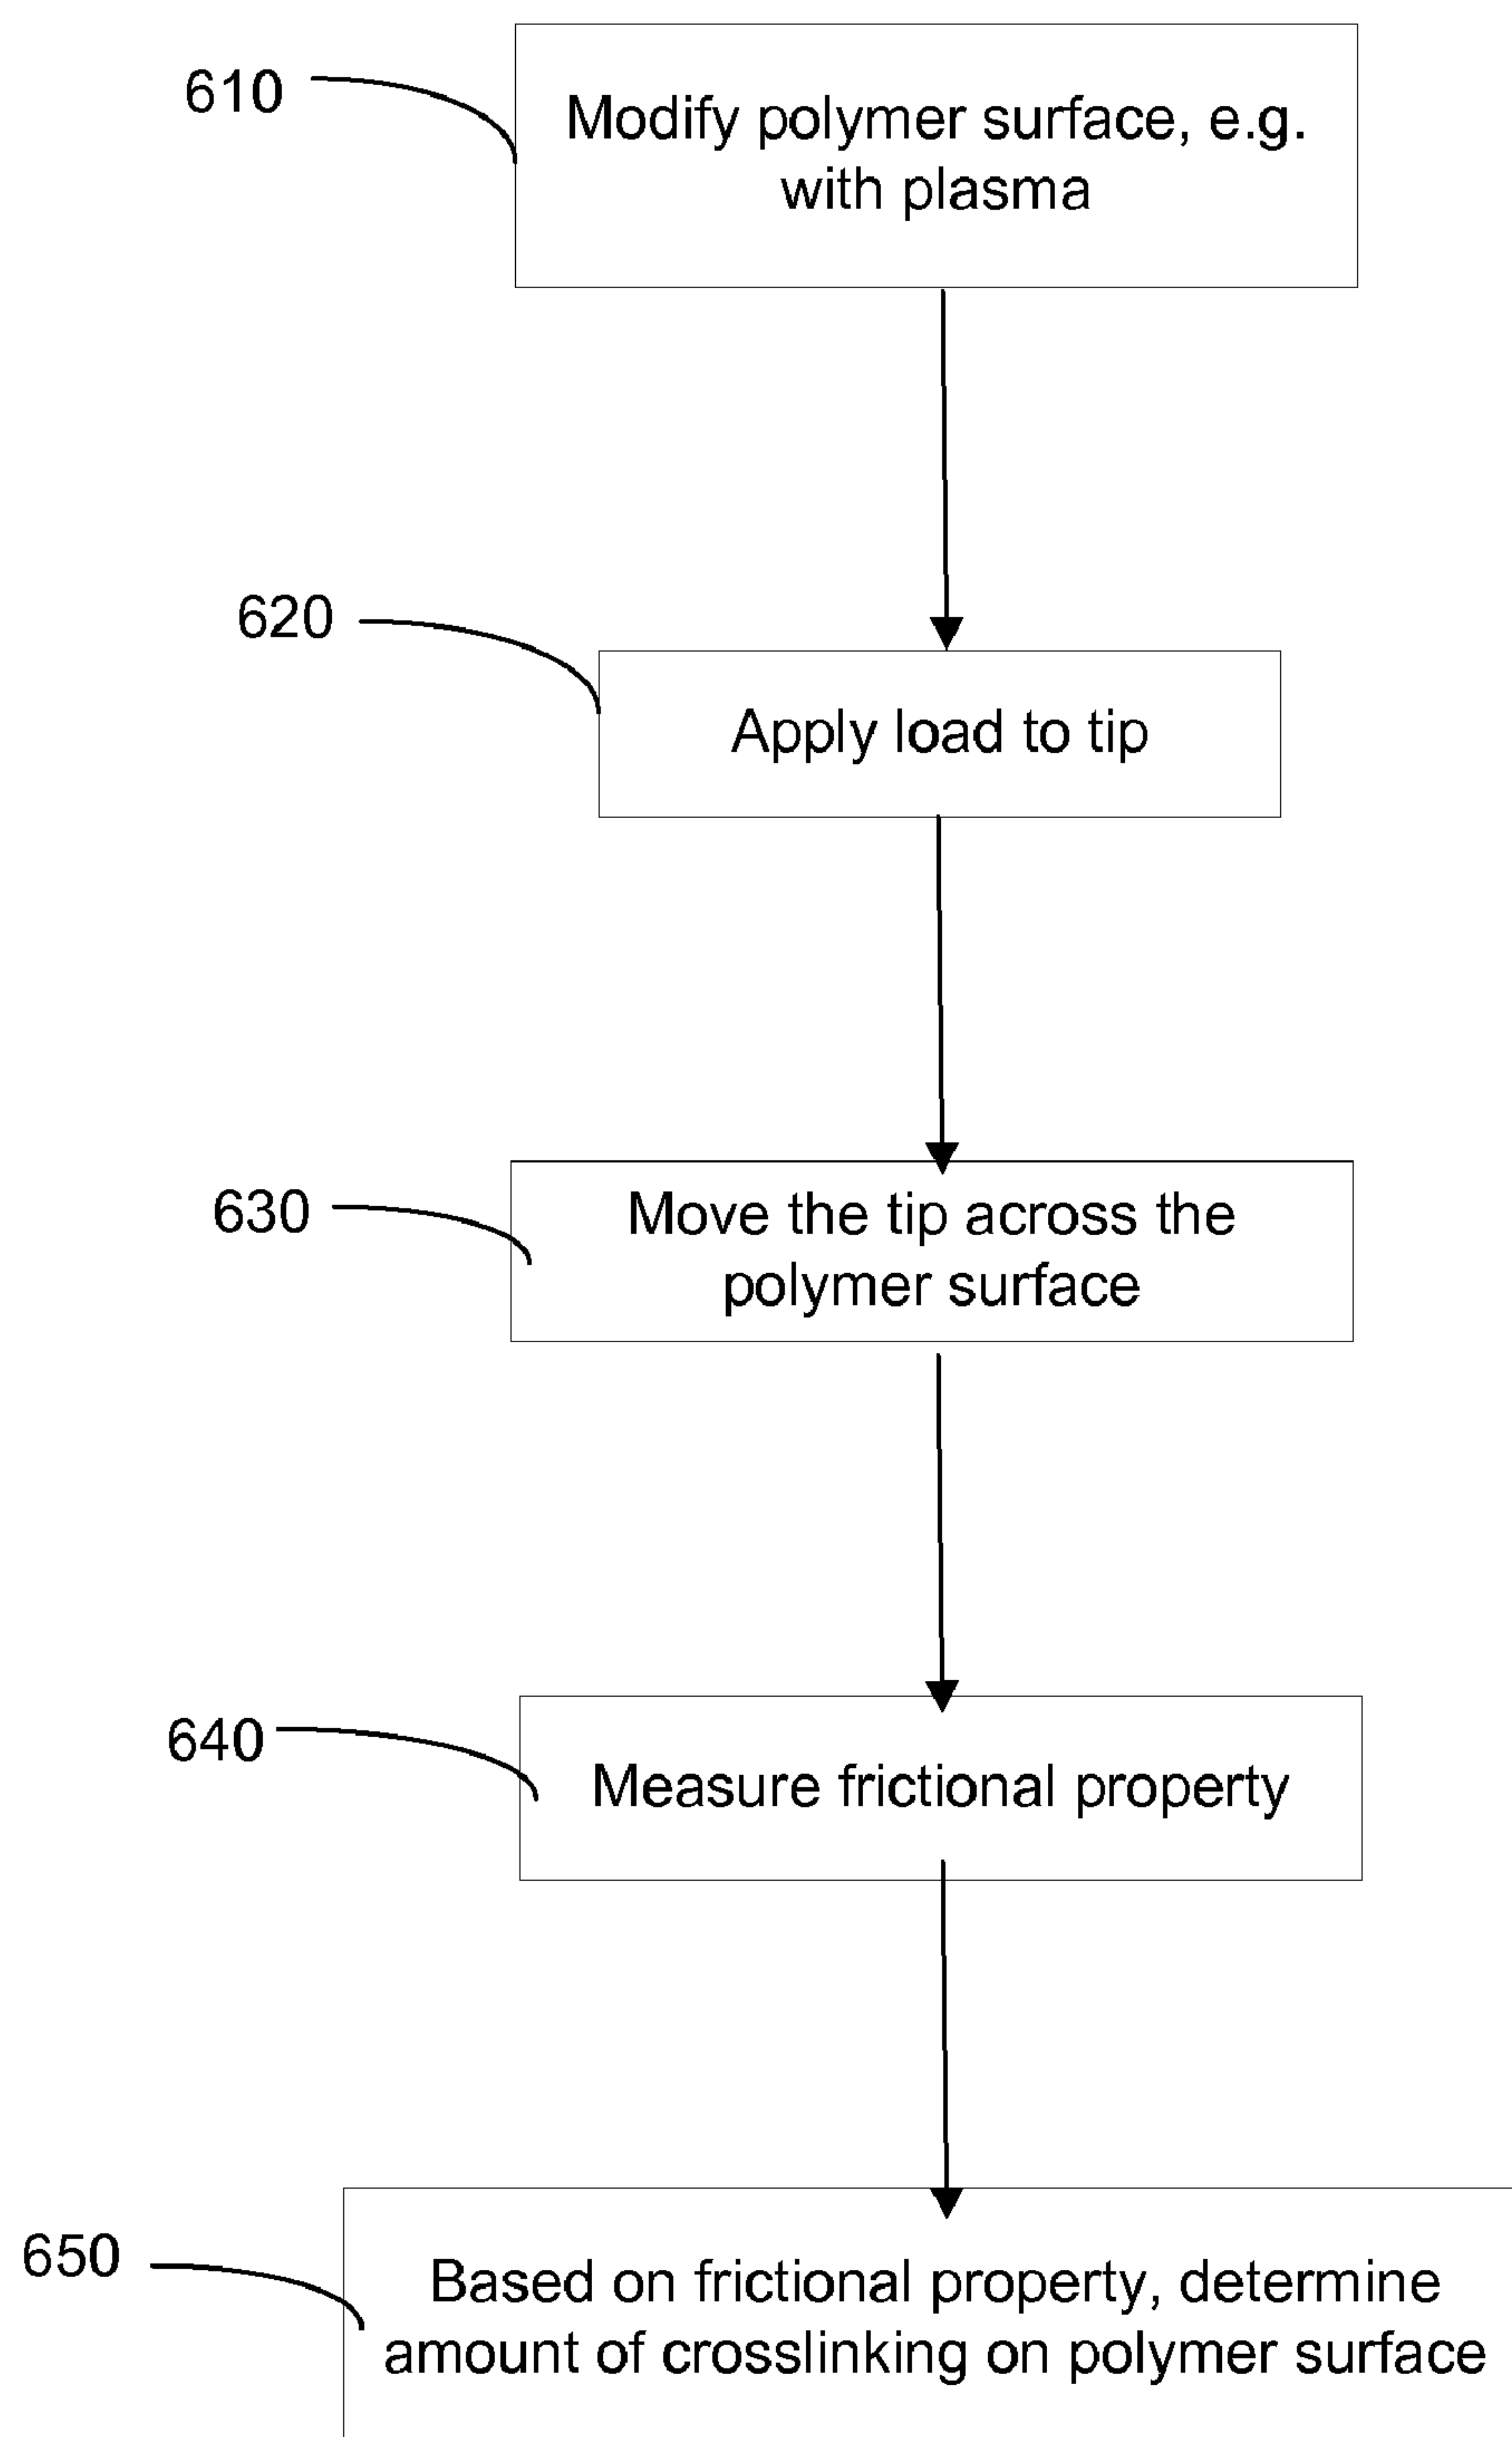 610
Modify polymer surface, e.g.
with plasma
620
Apply load to tip
630
Move the tip across the
polymer surface
640
Measure frictional property
650
Based on frictional property, determine
amount of crosslinking on polymer surface